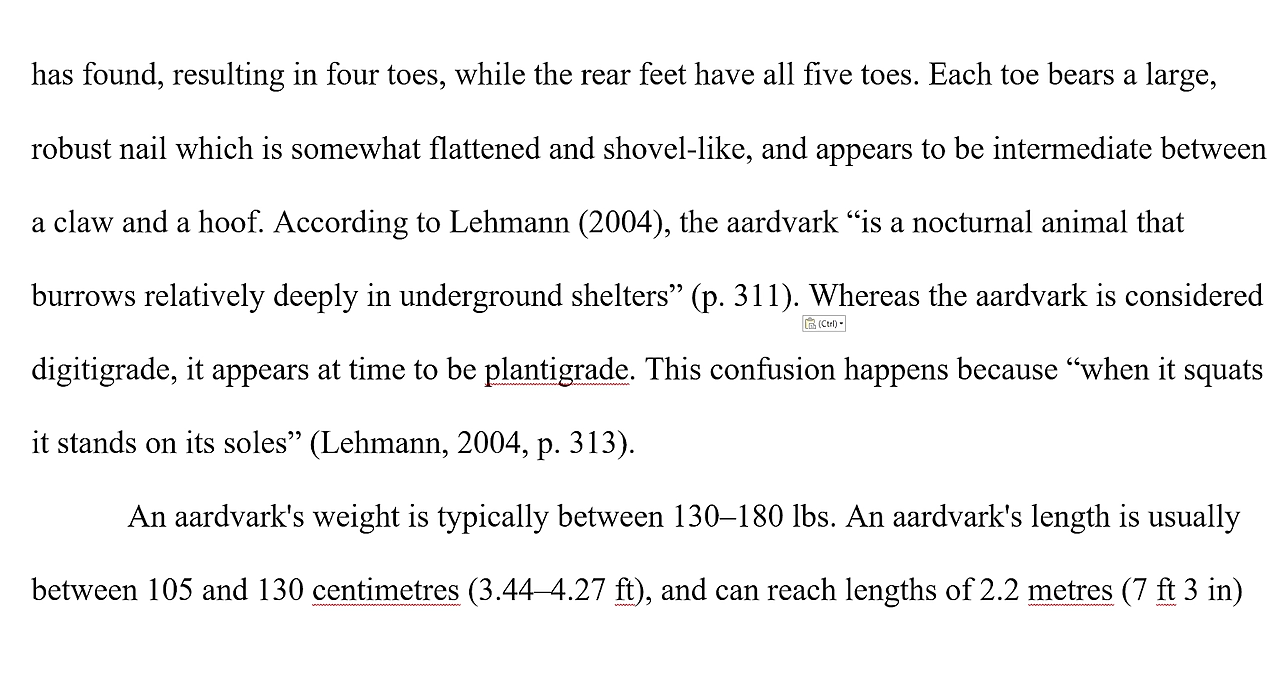 has found, resulting in four toes, while the rear feet have all five toes. Each toe bears a large,
robust nail which is somewhat flattened and shovel-like, and appears to be intermediate between
a claw and a hoof. According to Lehmann (2004), the aardvark “is a nocturnal animal that
burrows relatively deeply in underground shelters” (p. 311). Whereas the aardvark is considered
(Ctrl)
digitigrade, it appears at time to be plantigrade. This confusion happens because “when it squats
it stands on its soles” (Lehmann, 2004, p. 313).
An aardvark's weight is typically between 130–180 lbs. An aardvark's length is usually
between 105 and 130 centimetres (3.44–4.27 ft), and can reach lengths of 2.2 metres (7 ft 3 in)